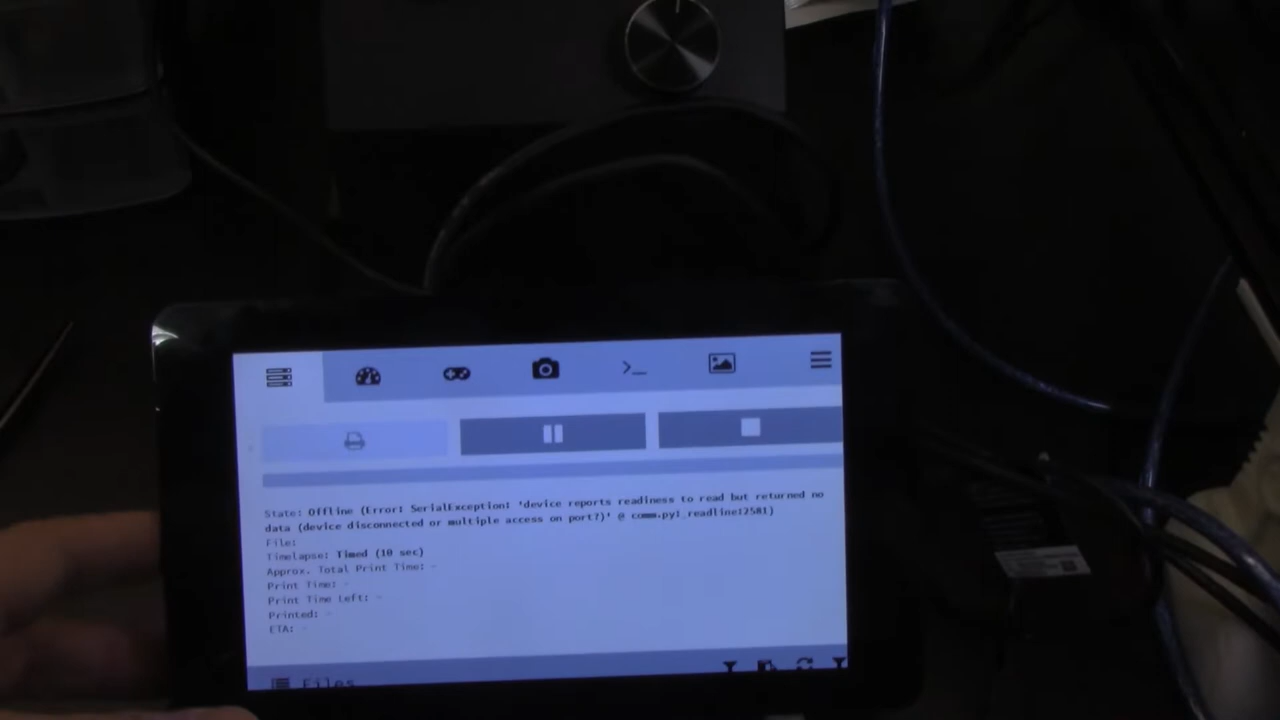 State: Offline (Error: SerialException: 'device reports readiness to read but returned no
data (device disconnected or multiple access on port?)' @ comm.py:_readline:2581)
File:
Timelapse: Timed (10 sec)
Approx. Total Print Time: -
Print Time: -
Print Time Left: -
Printed: -
ETA: -
Files